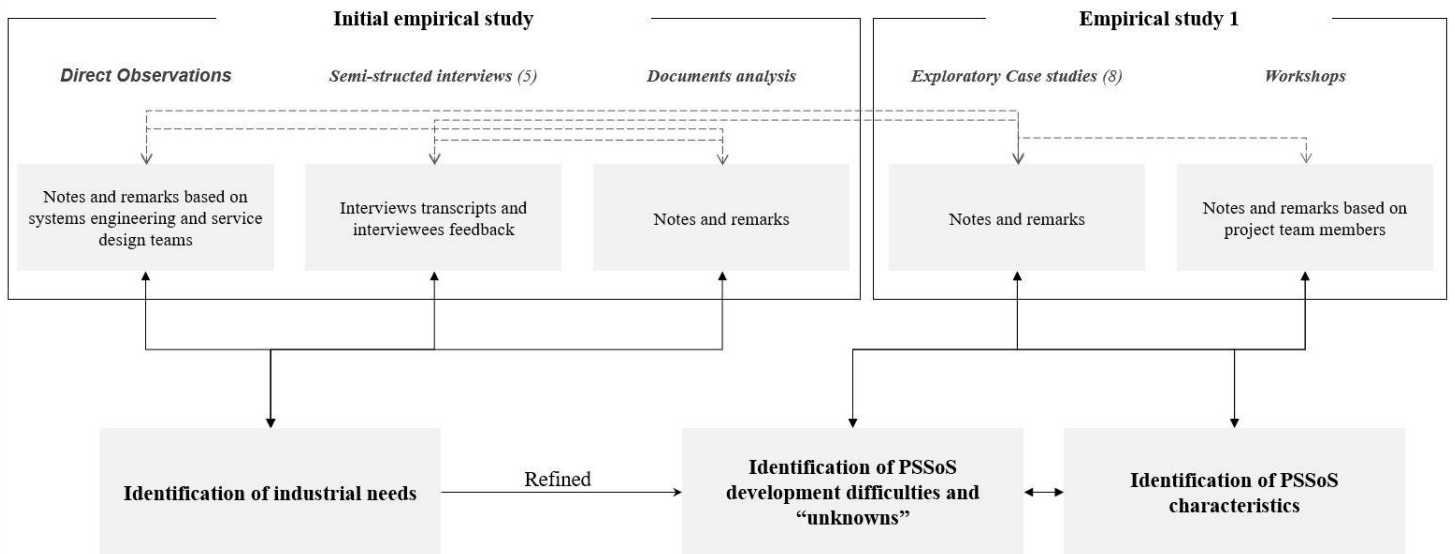 Initial empirical study
Empirical study 1
Direct Observations
Semi-structed interviews (5)
Documents analysis
Exploratory Case studies (8)
Workshops
Notes and remarks based on
systems engineering and service
design teams
Interviews transcripts and
interviewees feedback
Notes and remarks
Notes and remarks
Notes and remarks based on
project team members
Identification of industrial needs
Refined
Identification of PSSoS
development difficulties and
“unknowns”
Identification of PSSoS
characteristics